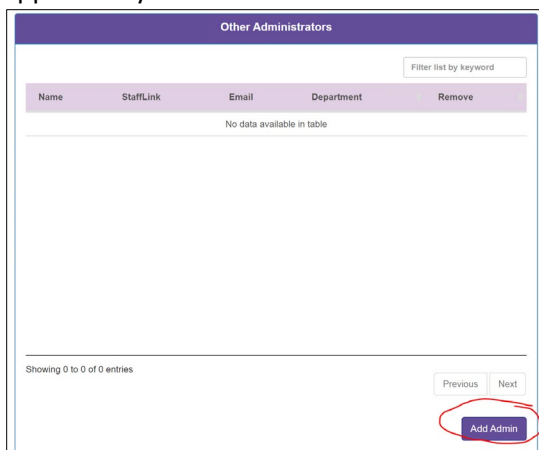 Other Administrators
Filter list by keyword
Name StaffLink Email Department Remove
No data available in table
Showing 0 to 0 of 0 entries
Previous Next
Add Admin